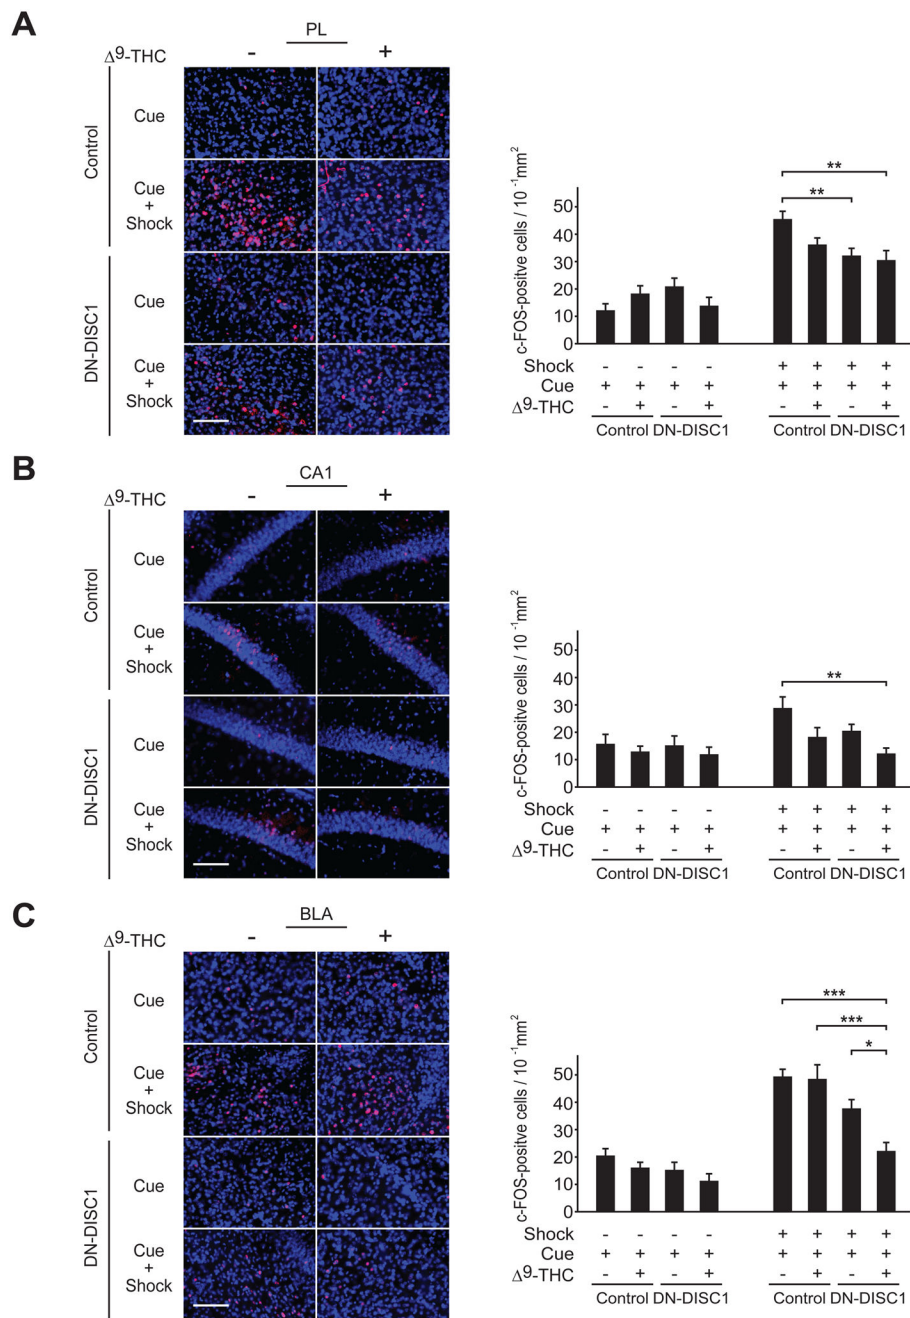 A
PL
Δ9-THC - +
Control
Cue
Cue
+
Shock
DN-DISC1
Cue
Cue
+
Shock
c-FOS-positve cells / 10 -1mm2
50
40
30
20
10
0
**
**
Shock - - - - + + + +
Cue + + + + + + + +
Δ9-THC - + - + - + - +
Control DN-DISC1 Control DN-DISC1
B
CA1
Δ9-THC - +
Control
Cue
Cue
+
Shock
DN-DISC1
Cue
Cue
+
Shock
c-FOS-positve cells / 10 -1mm2
50
40
30
20
10
0
**
Shock - - - - + + + +
Cue + + + + + + + +
Δ9-THC - + - + - + - +
Control DN-DISC1 Control DN-DISC1
C
BLA
Δ9-THC - +
Control
Cue
Cue
+
Shock
DN-DISC1
Cue
Cue
+
Shock
c-FOS-positve cells / 10 -1mm2
50
40
30
20
10
0
***
***
*
Shock - - - - + + + +
Cue + + + + + + + +
Δ9-THC - + - + - + - +
Control DN-DISC1 Control DN-DISC1